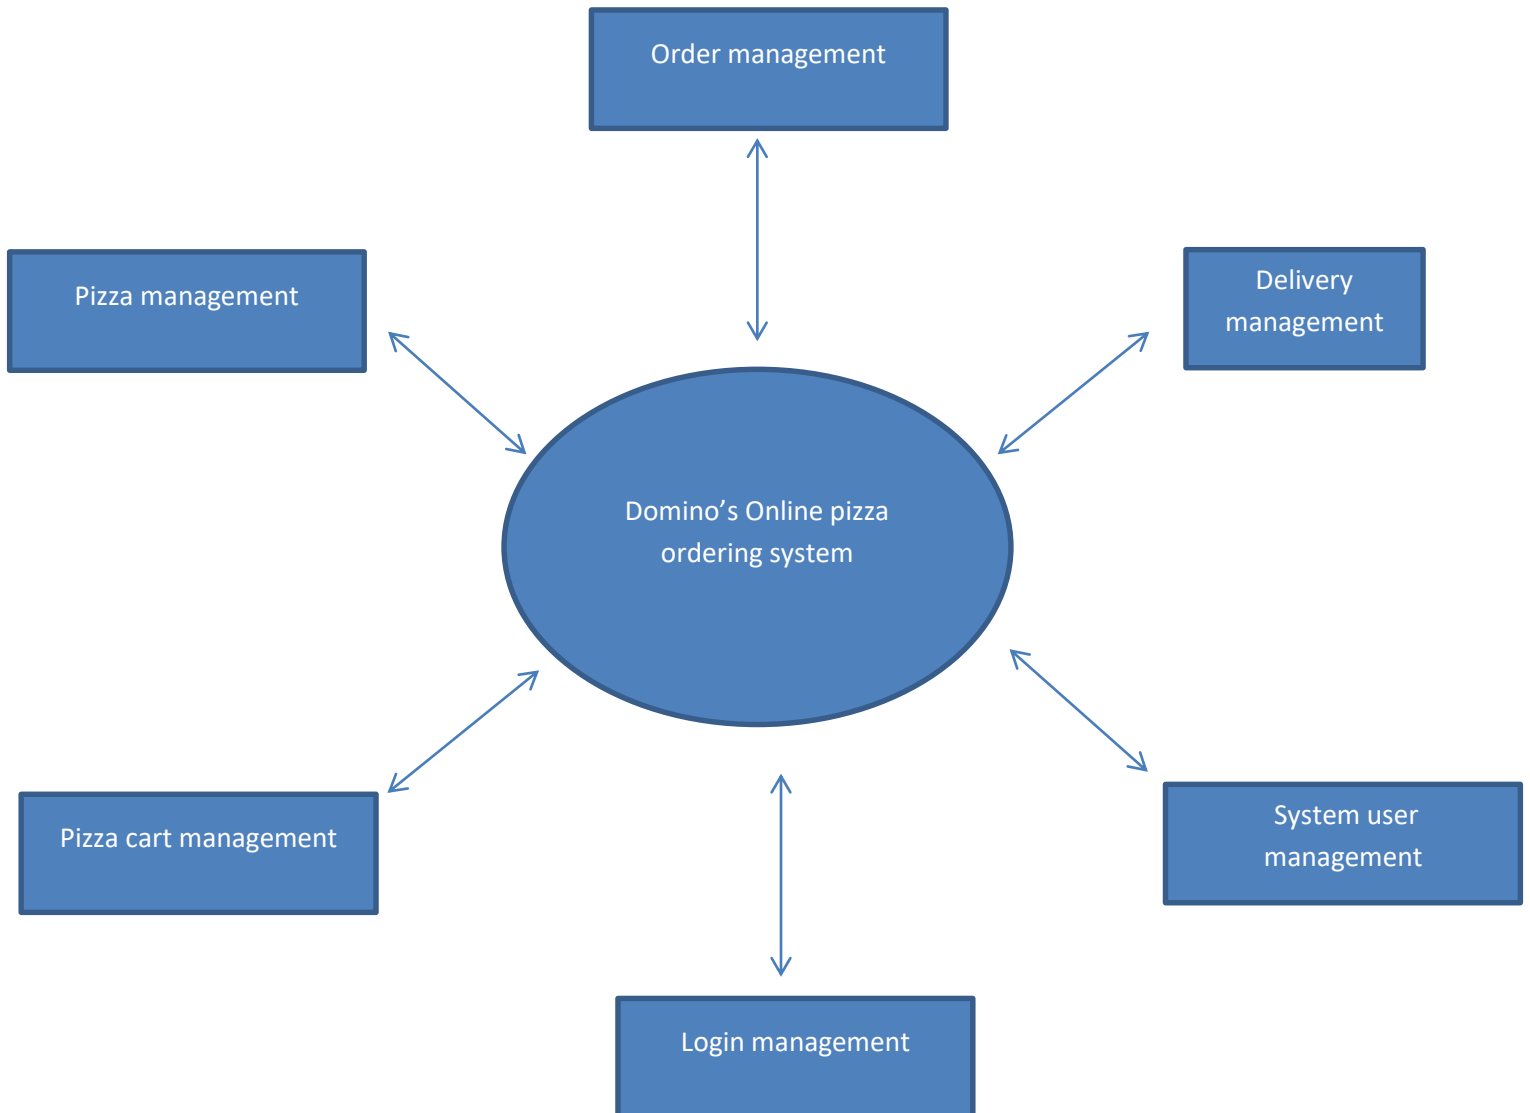 Order management
Pizza management
Delivery
management
Domino’s Online pizza
ordering system
Pizza cart management
System user
management
Login management